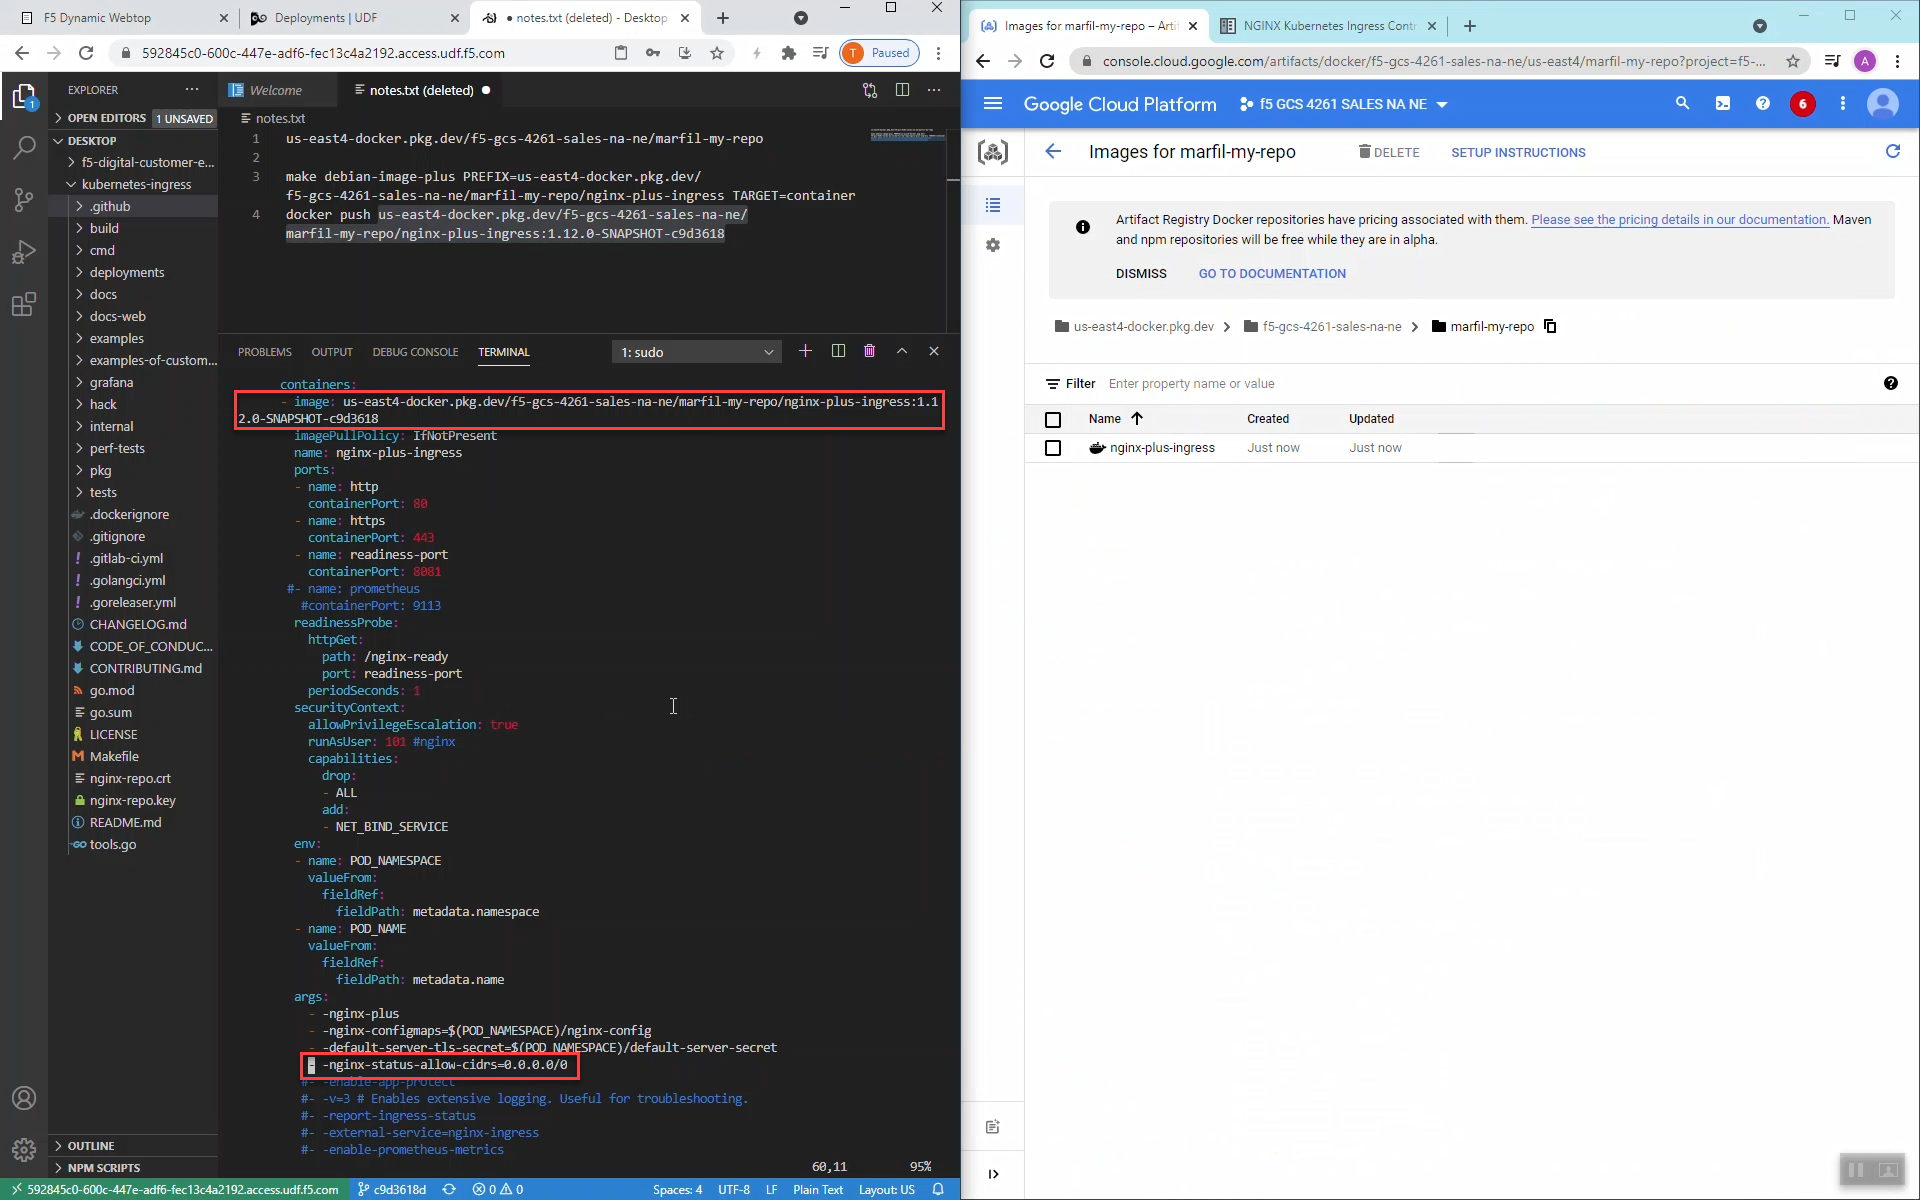 F5 Dynamic Webtop
Deployments | UDF
● notes.txt (deleted) - Desktop
592845c0-600c-447e-adf6-fec13c4a2192.access.udf.f5.com
T Paused
EXPLORER
OPEN EDITORS 1 UNSAVED
DESKTOP
f5-digital-customer-e...
kubernetes-ingress
.github
build
cmd
deployments
docs
docs-web
examples
examples-of-custom...
grafana
hack
internal
perf-tests
pkg
tests
.dockerignore
.gitignore
.gitlab-ci.yml
.golangci.yml
.goreleaser.yml
CHANGELOG.md
CODE_OF_CONDUC...
CONTRIBUTING.md
go.mod
go.sum
LICENSE
Makefile
nginx-repo.crt
nginx-repo.key
README.md
tools.go
OUTLINE
NPM SCRIPTS
Welcome
notes.txt (deleted) ●
notes.txt
1 us-east4-docker.pkg.dev/f5-gcs-4261-sales-na-ne/marfil-my-repo
2
3 make debian-image-plus PREFIX=us-east4-docker.pkg.dev/
f5-gcs-4261-sales-na-ne/marfil-my-repo/nginx-plus-ingress TARGET=container
4 docker push us-east4-docker.pkg.dev/f5-gcs-4261-sales-na-ne/
marfil-my-repo/nginx-plus-ingress:1.12.0-SNAPSHOT-c9d3618
PROBLEMS OUTPUT DEBUG CONSOLE TERMINAL 1: sudo
containers:
- image: us-east4-docker.pkg.dev/f5-gcs-4261-sales-na-ne/marfil-my-repo/nginx-plus-ingress:1.1
2.0-SNAPSHOT-c9d3618
imagePullPolicy: IfNotPresent
name: nginx-plus-ingress
ports:
- name: http
containerPort: 80
- name: https
containerPort: 443
- name: readiness-port
containerPort: 8081
#- name: prometheus
#containerPort: 9113
readinessProbe:
httpGet:
path: /nginx-ready
port: readiness-port
periodSeconds: 1
securityContext:
allowPrivilegeEscalation: true
runAsUser: 101 #nginx
capabilities:
drop:
- ALL
add:
- NET_BIND_SERVICE
env:
- name: POD_NAMESPACE
valueFrom:
fieldRef:
fieldPath: metadata.namespace
- name: POD_NAME
valueFrom:
fieldRef:
fieldPath: metadata.name
args:
- -nginx-plus
- -nginx-configmaps=$(POD_NAMESPACE)/nginx-config
- -default-server-tls-secret=$(POD_NAMESPACE)/default-server-secret
- -nginx-status-allow-cidrs=0.0.0.0/0
#- -enable-app-protect
#- -v=3 # Enables extensive logging. Useful for troubleshooting.
#- -report-ingress-status
#- -external-service=nginx-ingress
#- -enable-prometheus-metrics
60,11 95%
592845c0-600c-447e-adf6-fec13c4a2192.access.udf.f5.com c9d3618d 0 0 Spaces: 4 UTF-8 LF Plain Text Layout: US
Images for marfil-my-repo – Artif
NGINX Kubernetes Ingress Contr
console.cloud.google.com/artifacts/docker/f5-gcs-4261-sales-na-ne/us-east4/marfil-my-repo?project=f5-...
A
Google Cloud Platform f5 GCS 4261 SALES NA NE 6
Images for marfil-my-repo DELETE SETUP INSTRUCTIONS
Artifact Registry Docker repositories have pricing associated with them. Please see the pricing details in our documentation. Maven
and npm repositories will be free while they are in alpha.
DISMISS GO TO DOCUMENTATION
us-east4-docker.pkg.dev f5-gcs-4261-sales-na-ne marfil-my-repo
Filter Enter property name or value
Name Created Updated
nginx-plus-ingress Just now Just now